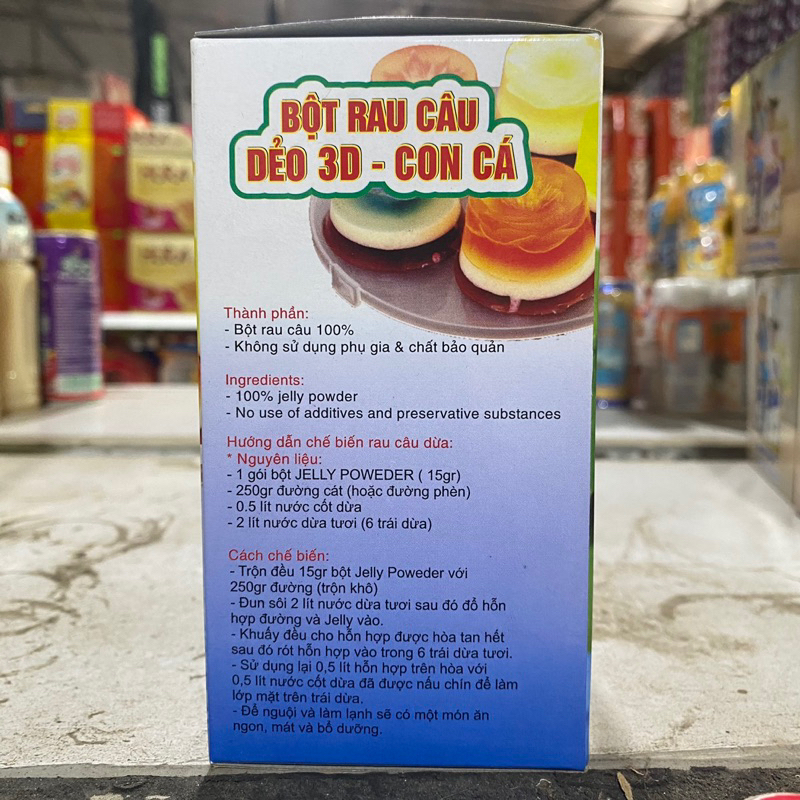 BỘT RAU CÂU
DẺO 3D - CON CÁ
Thành phần:
- Bột rau câu 100%
- Không sử dụng phụ gia & chất bảo quản
Ingredients:
- 100% jelly powder
- No use of additives and preservative substances
Hướng dẫn chế biến rau câu dừa:
* Nguyên liệu:
- 1 gói bột JELLY POWEDER ( 15gr)
- 250gr đường cát (hoặc đường phèn)
- 0.5 lít nước cốt dừa
- 2 lít nước dừa tươi (6 trái dừa)
Cách chế biến:
- Trộn đều 15gr bột Jelly Poweder với
250gr đường (trộn khô)
- Đun sôi 2 lít nước dừa tươi sau đó đổ hỗn
hợp đường và Jelly vào.
- Khuấy đều cho hỗn hợp được hòa tan hết
sau đó rót hỗn hợp vào trong 6 trái dừa tươi.
- Sử dụng lại 0,5 lít hỗn hợp trên hòa với
0,5 lít nước cốt dừa đã được nấu chín để làm
lớp mặt trên trái dừa.
- Để nguội và làm lạnh sẽ có một món ăn
ngon, mát và bổ dưỡng.